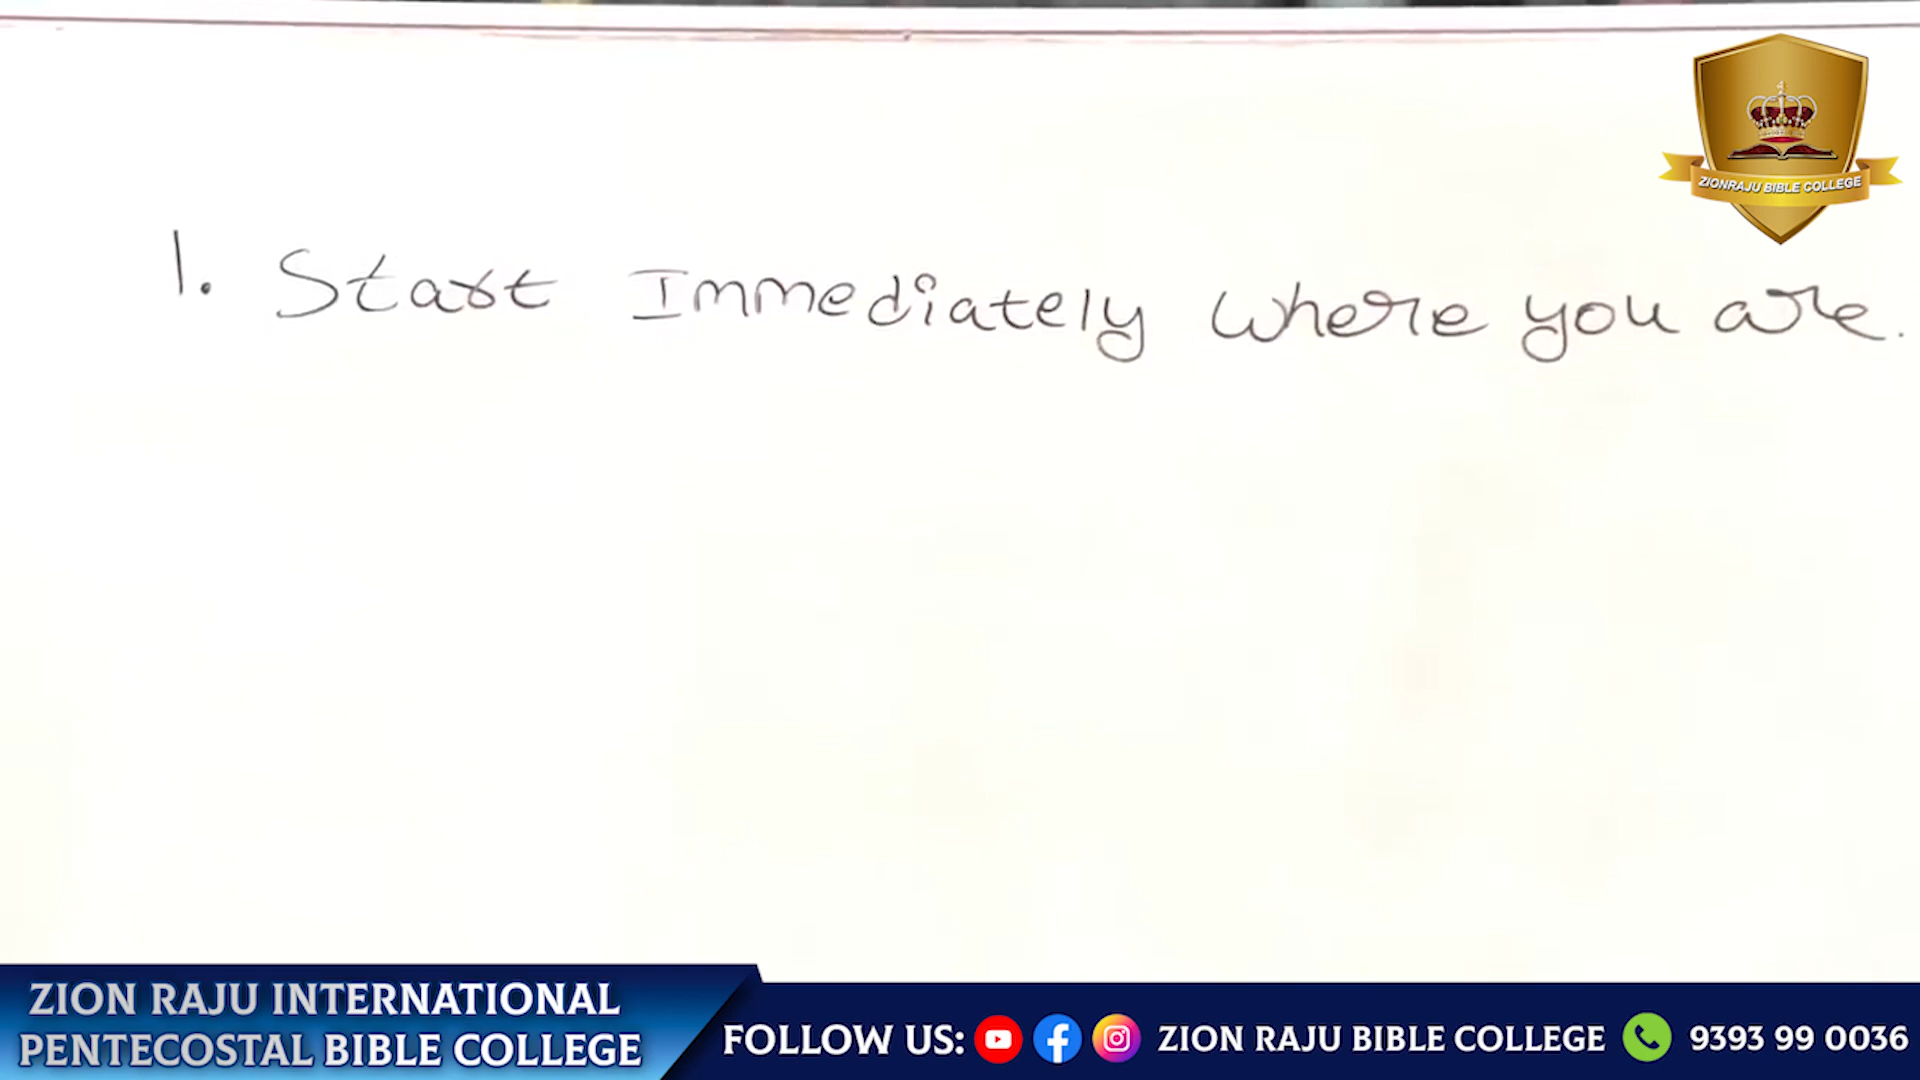 ZIONRAJU BIBLE COLLEGE
1. Start Immediately where you are.
ZION RAJU INTERNATIONAL
PENTECOSTAL BIBLE COLLEGE
FOLLOW US: ZION RAJU BIBLE COLLEGE 9393 99 0036